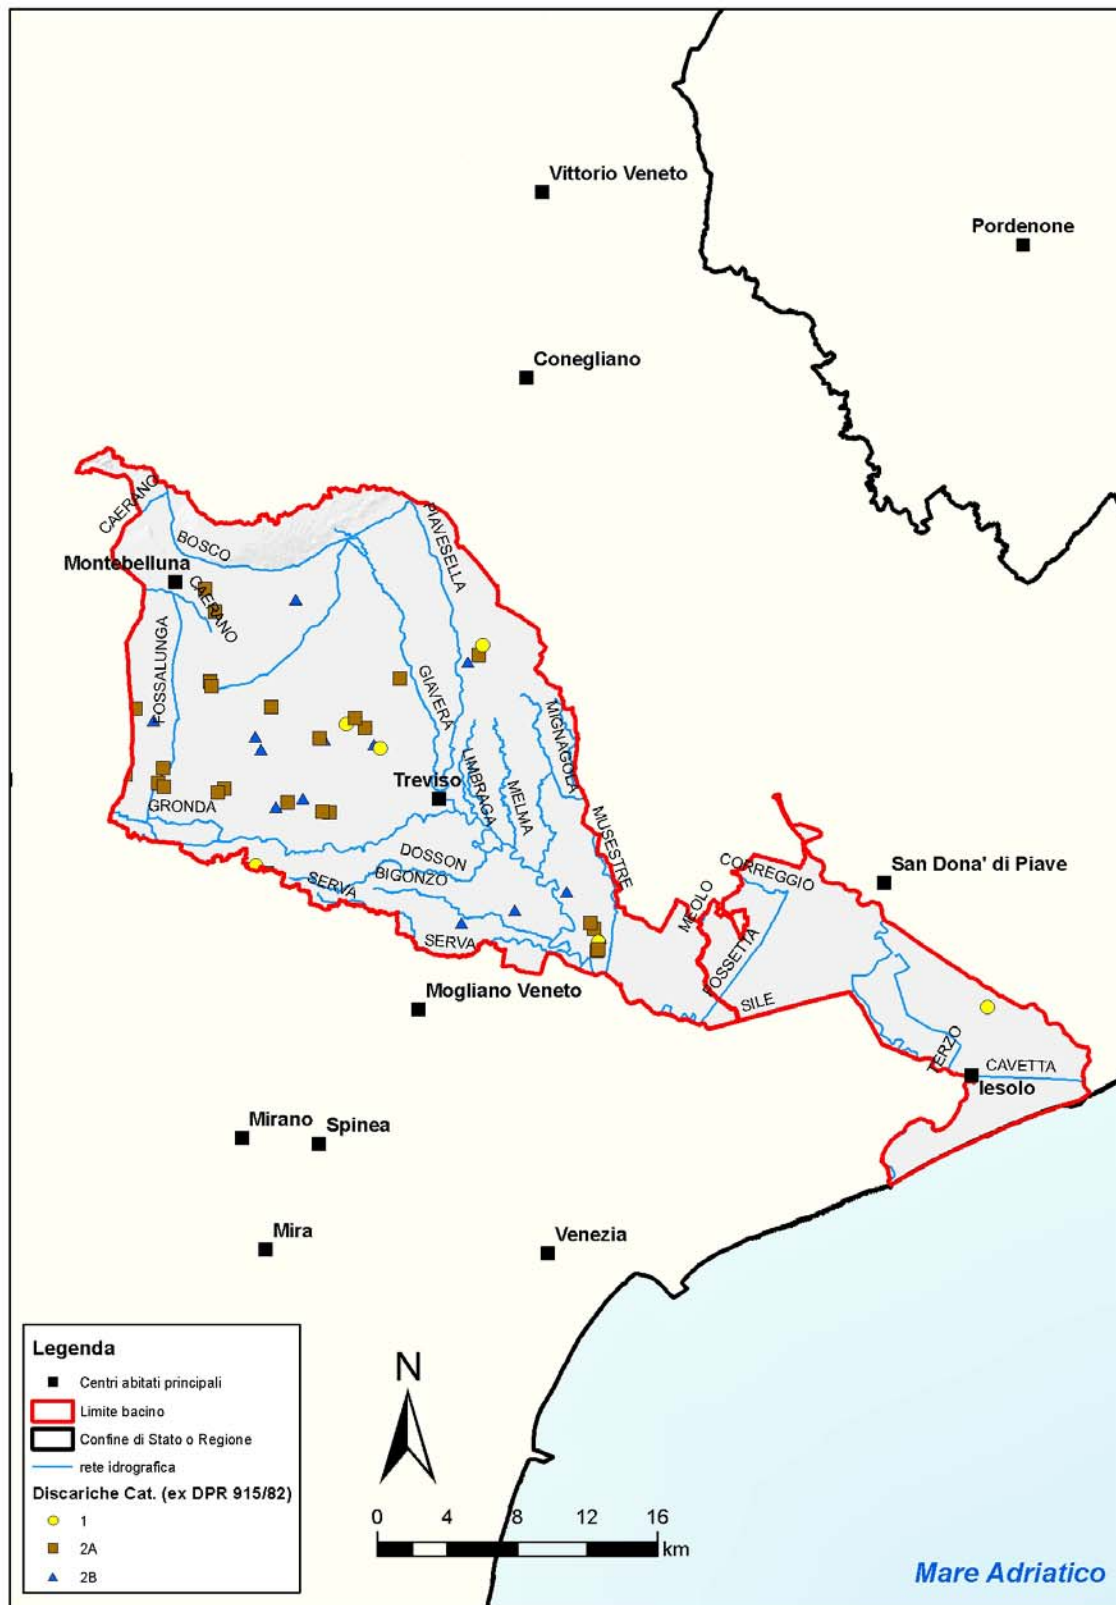 Vittorio Veneto
Pordenone
Conegliano
CAERANO
PIAVESELLA
BOSCO
Montebelluna
CAERANO
FOSSALUNGA
GIAVERA
MIGNAGOLA
LIMBRAGA
MELMA
Treviso
GRONDA
MUSESTRE
DOSSON
BIGONZO
SERVA
CORREGGIO
San Dona' di Piave
MEOLO
SERVA
FOSSETTA
SILE
Mogliano Veneto
TERZO
CAVETTA
Iesolo
Mirano
Spinea
Mira
Venezia
Legenda
Centri abitati principali
Limite bacino
Confine di Stato o Regione
rete idrografica
Discariche Cat. (ex DPR 915/82)
1
2A
2B
N
0 4 8 12 16
km
Mare Adriatico